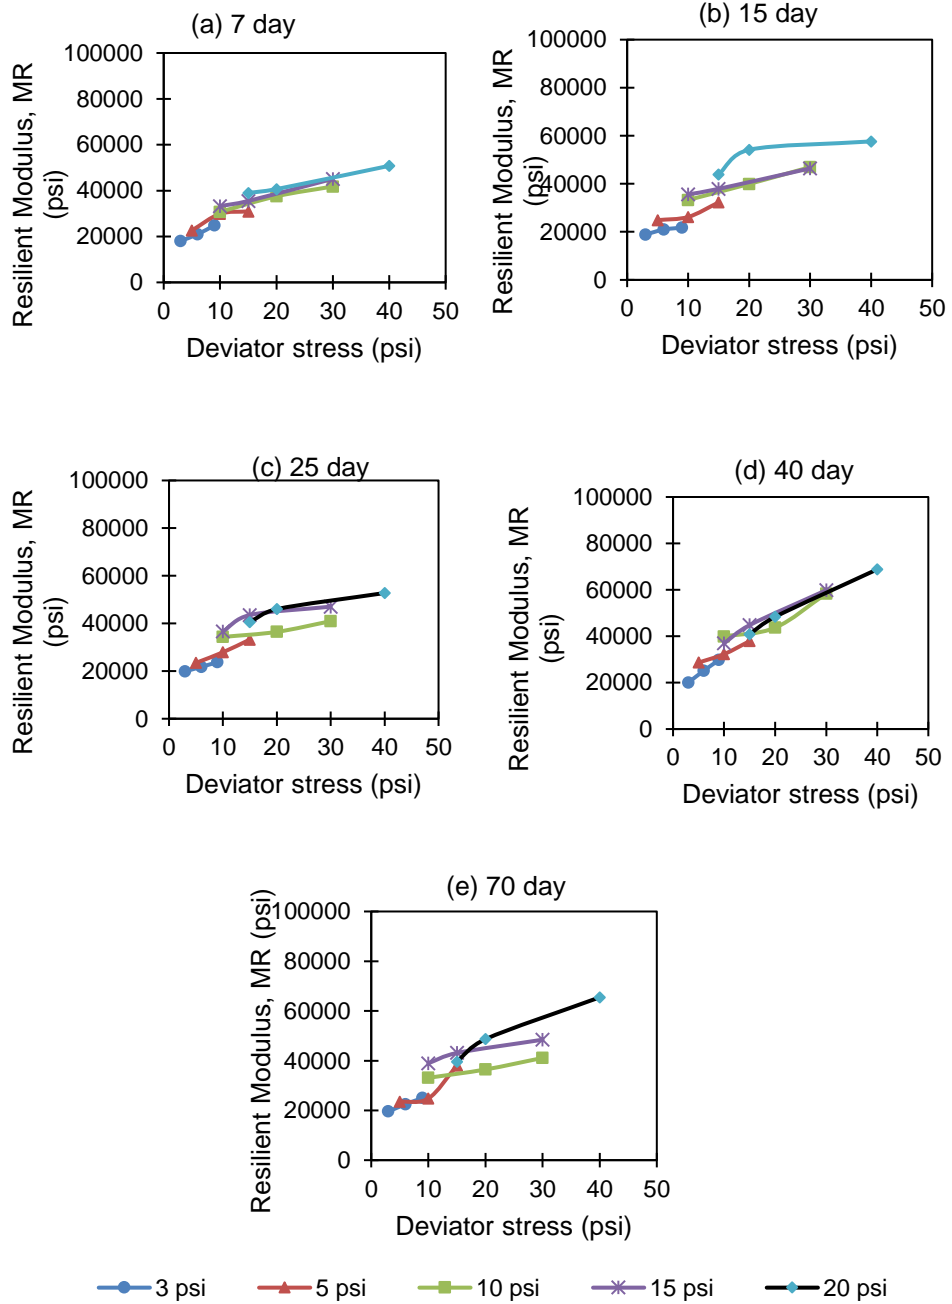 (a) 7 day
Resilient Modulus, MR
(psi)
100000
80000
60000
40000
20000
0
0 10 20 30 40 50
Deviator stress (psi)
(b) 15 day
Resilient Modulus, MR
(psi)
100000
80000
60000
40000
20000
0
0 10 20 30 40 50
Deviator stress (psi)
(c) 25 day
Resilient Modulus, MR
(psi)
100000
80000
60000
40000
20000
0
0 10 20 30 40 50
Deviator stress (psi)
(d) 40 day
Resilient Modulus, MR
(psi)
100000
80000
60000
40000
20000
0
0 10 20 30 40 50
Deviator stress (psi)
(e) 70 day
Resilient Modulus, MR (psi)
100000
80000
60000
40000
20000
0
0 10 20 30 40 50
Deviator stress (psi)
3 psi 5 psi 10 psi 15 psi 20 psi